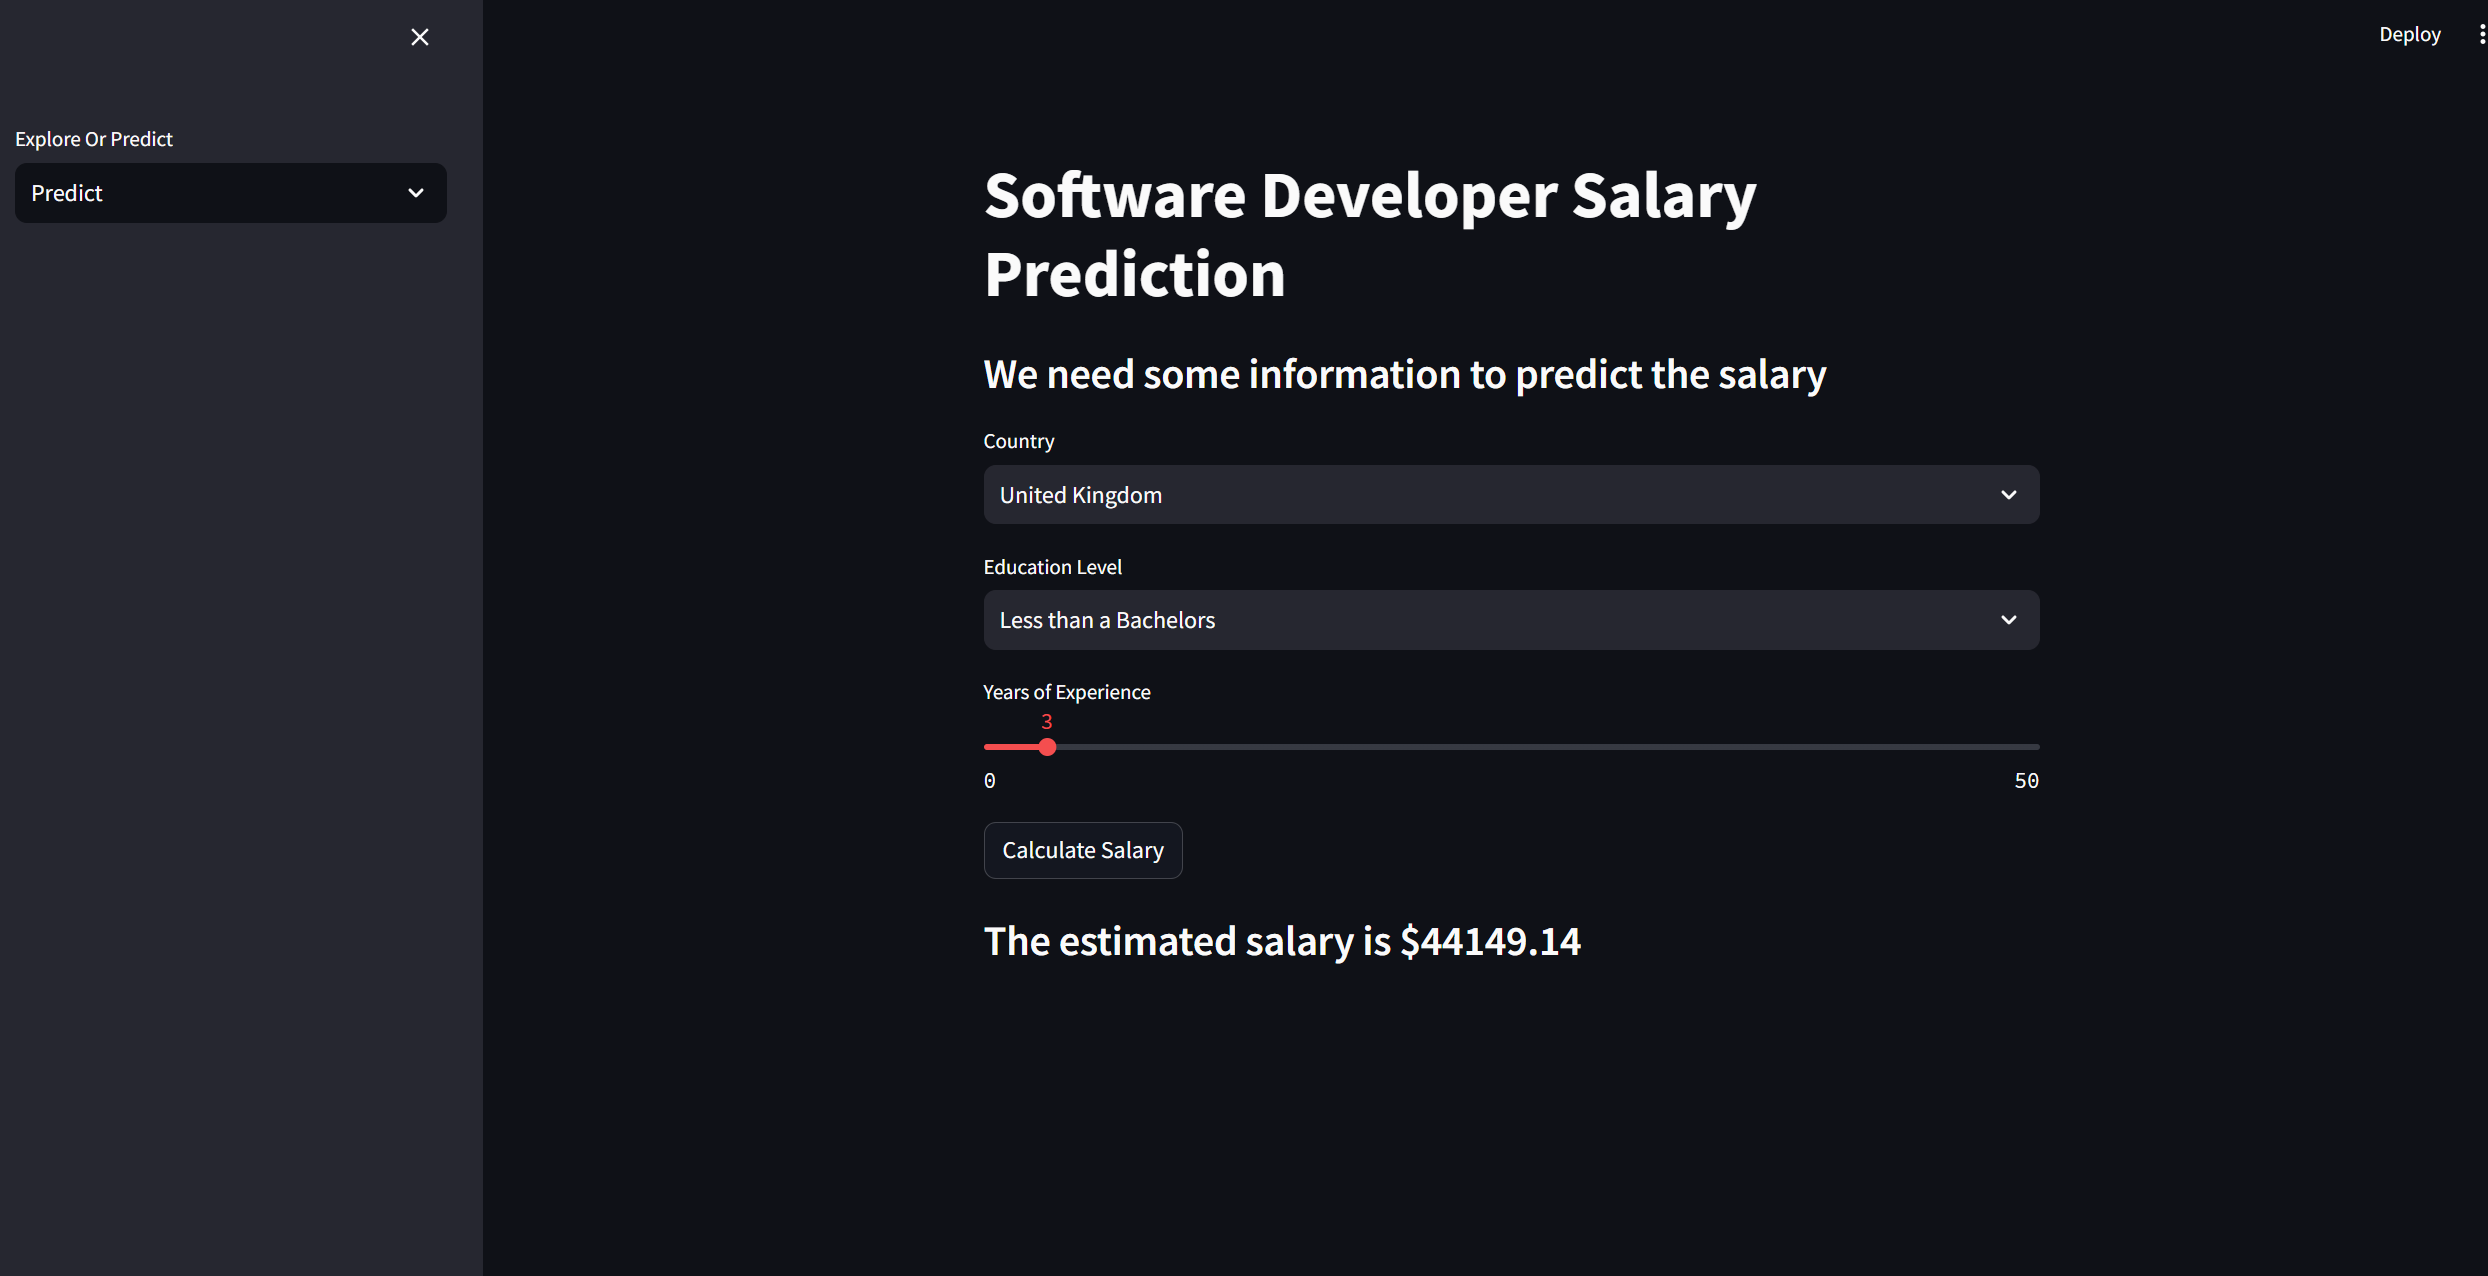 Deploy
Explore Or Predict
Predict
Software Developer Salary
Prediction
We need some information to predict the salary
Country
United Kingdom
Education Level
Less than a Bachelors
Years of Experience
3
0 50
Calculate Salary
The estimated salary is $44149.14